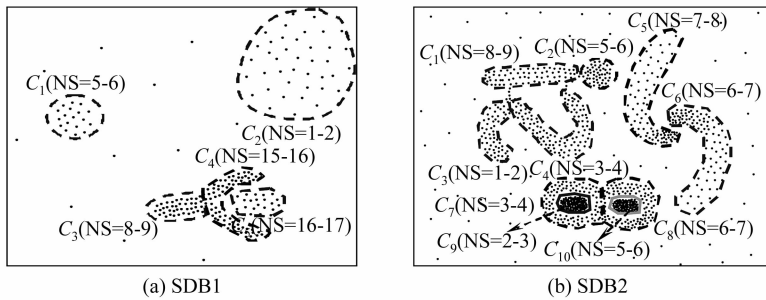 C₁(NS=5-6)
C₂(NS=1-2)
C₄(NS=15-16)
C₃(NS=8-9)
(NS=16-17)
(a) SDB1
C₅(NS=7-8)
C₁(NS=8-9)
C₂(NS=5-6)
C₆(NS=6-7)
C₃(NS=1-2)
C₄(NS=3-4)
C₇(NS=3-4)
C₈(NS=6-7)
C₉(NS=2-3)
C₁₀(NS=5-6)
(b) SDB2